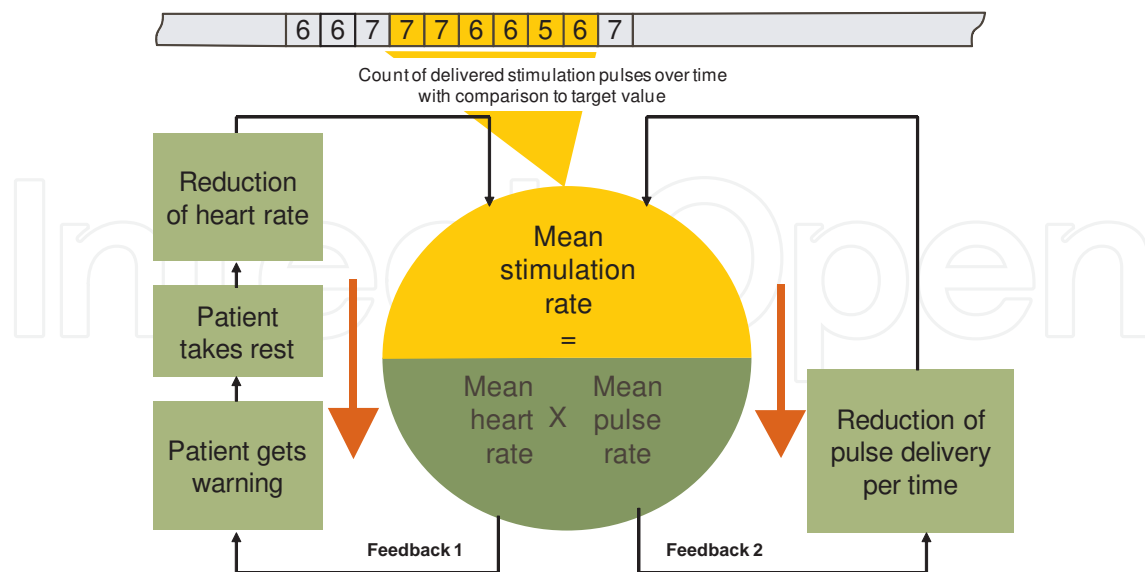 6 6 7 7 7 6 6 5 6 7
Count of delivered stimulation pulses over time
with comparison to target value
Reduction
of heart rate
Patient
takes rest
Patient gets
warning
Mean
stimulation
rate
=
Mean
heart
rate
X
Mean
pulse
rate
Reduction of
pulse delivery
per time
Feedback 1
Feedback 2
IntechOpen